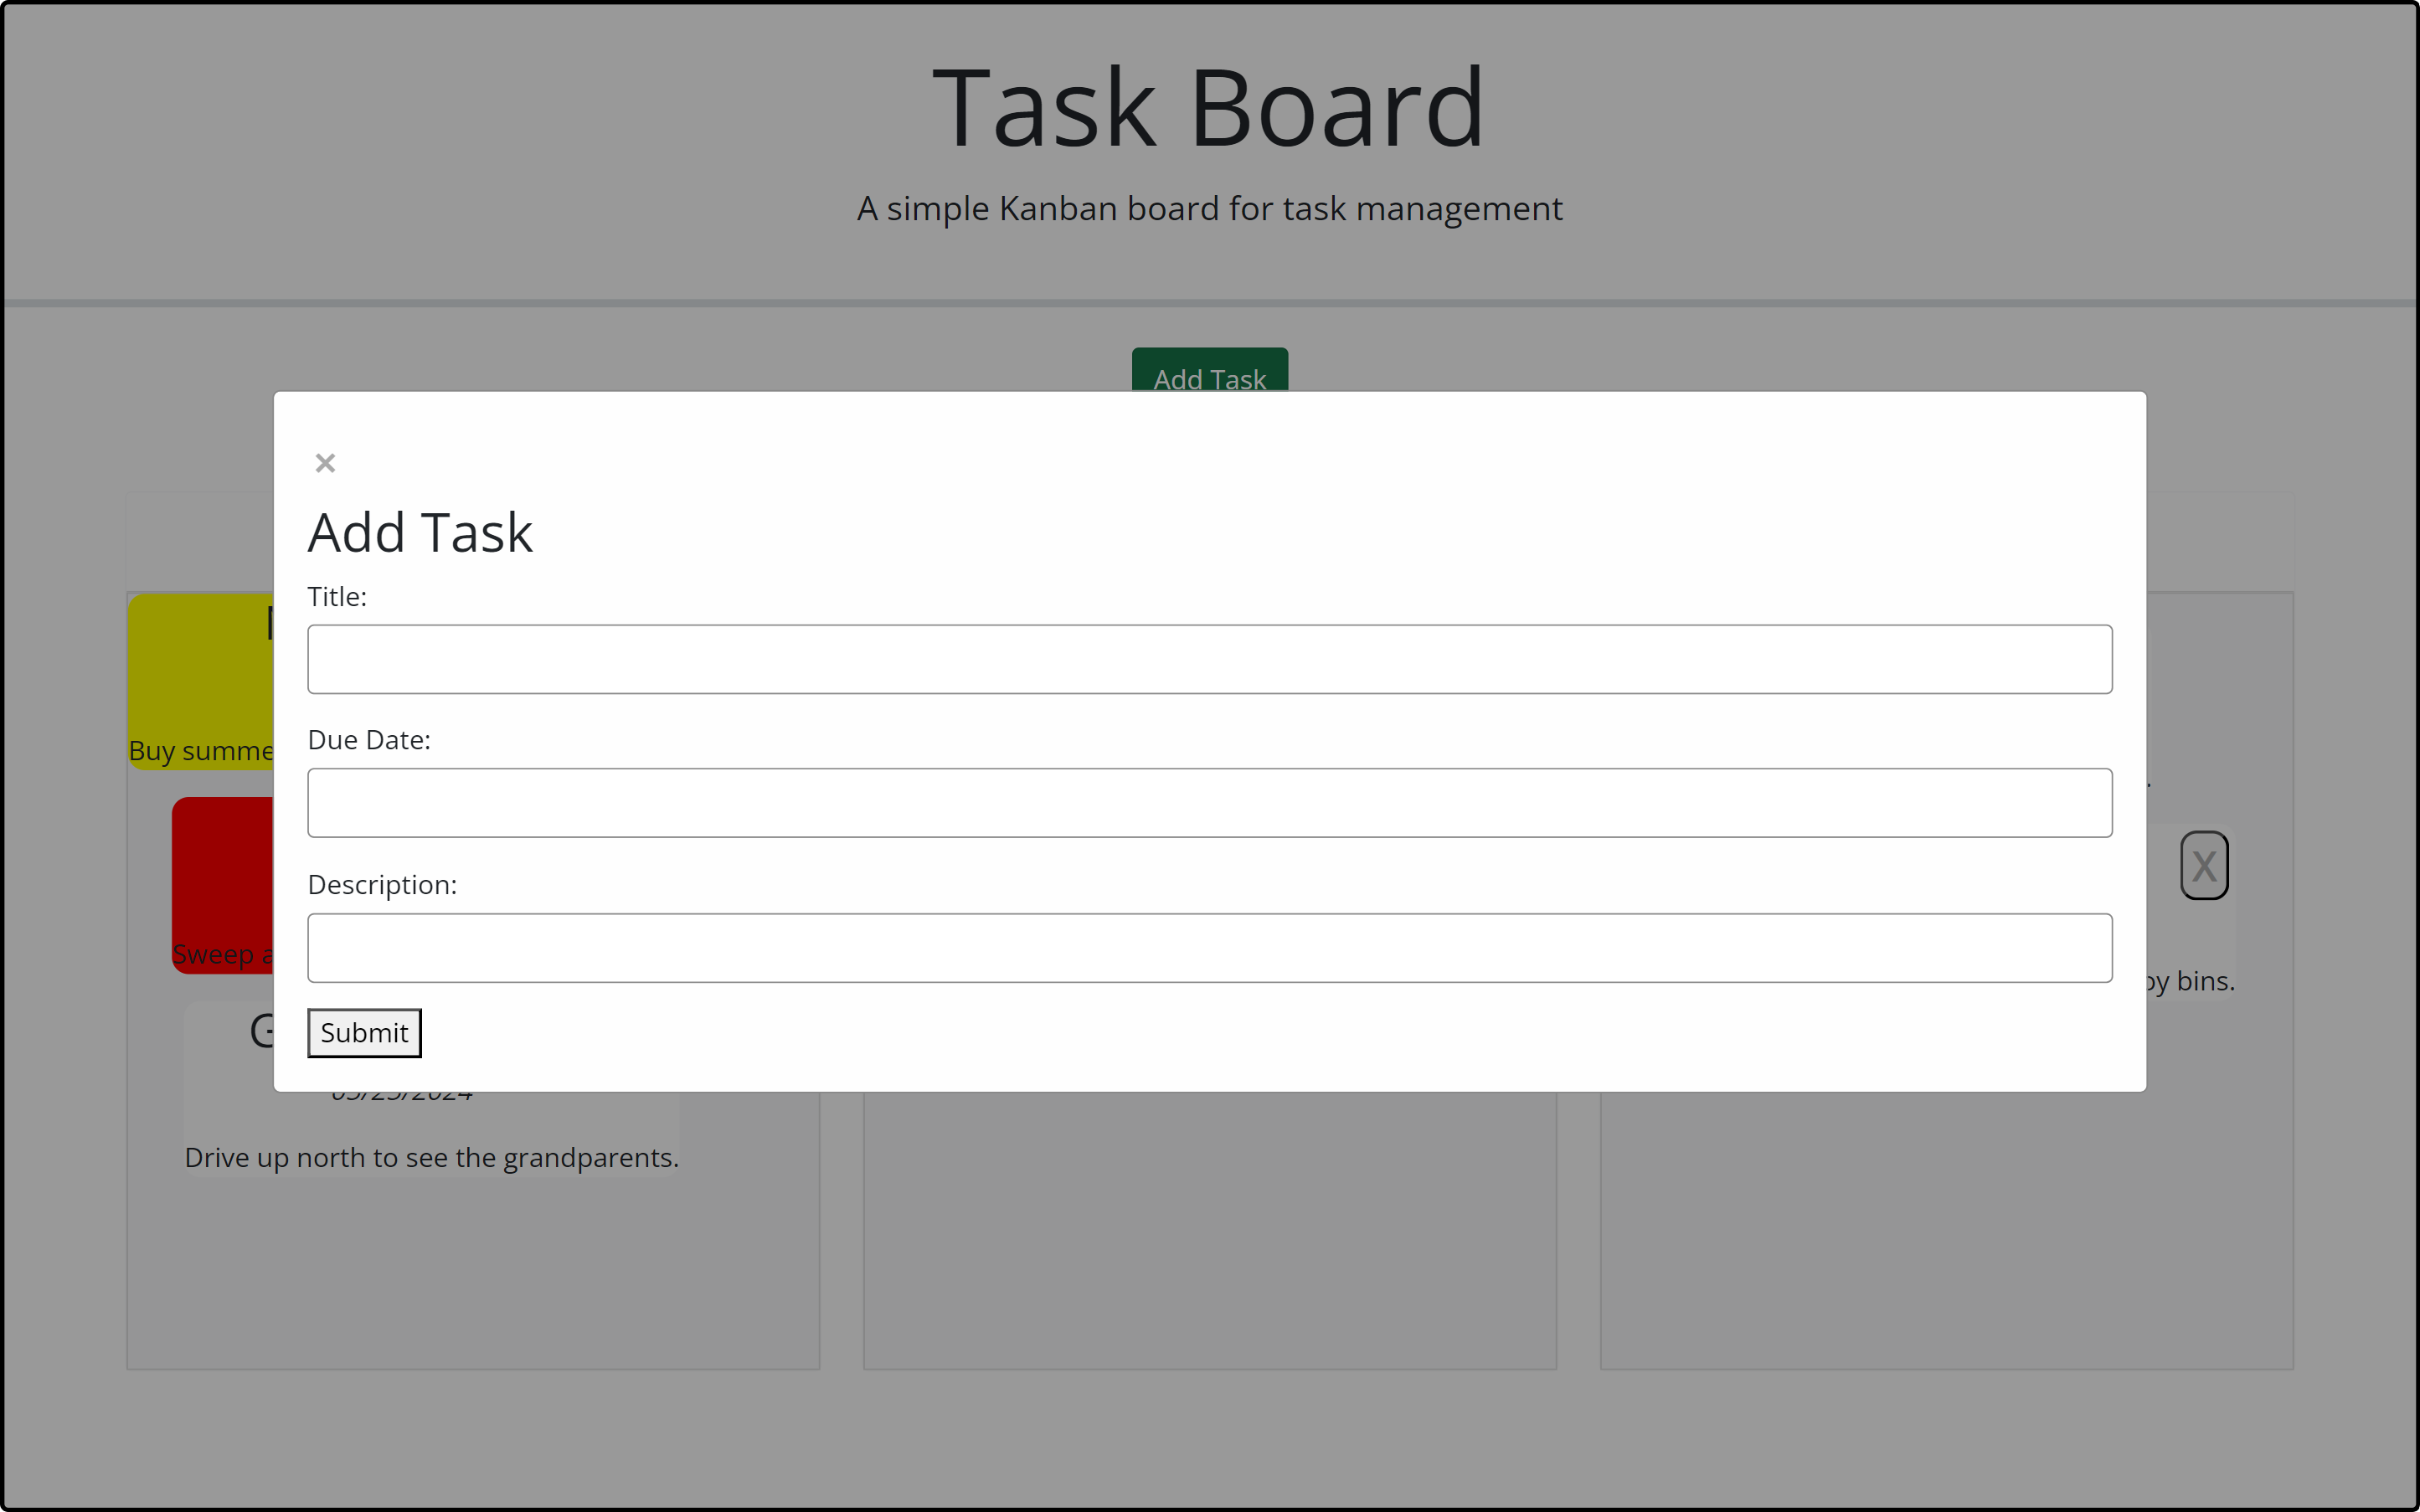 Task Board
A simple Kanban board for task management
Add Task
×
Add Task
Title:
Due Date:
Description:
Submit
Buy summe
Sweep a
G
Drive up north to see the grandparents.
X
by bins.